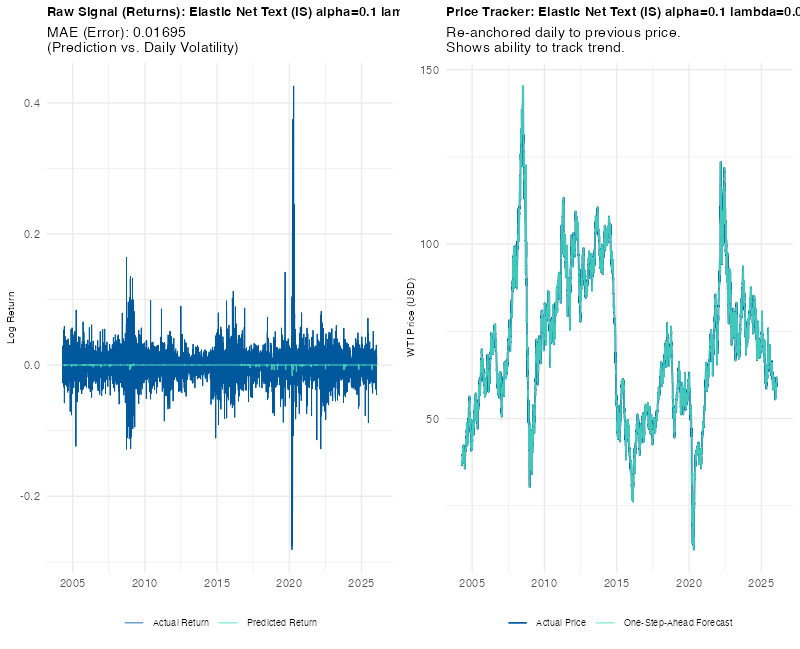 Raw Signal (Returns): Elastic Net Text (IS) alpha=0.1 lam
MAE (Error): 0.01695
(Prediction vs. Daily Volatility)
0.4
0.2
0.0
-0.2
Log Return
2005
2010
2015
2020
2025
Actual Return
Predicted Return
Price Tracker: Elastic Net Text (IS) alpha=0.1 lambda=0.0
Re-anchored daily to previous price.
Shows ability to track trend.
150
100
50
WTI Price (USD)
2005
2010
2015
2020
2025
Actual Price
One-Step-Ahead Forecast